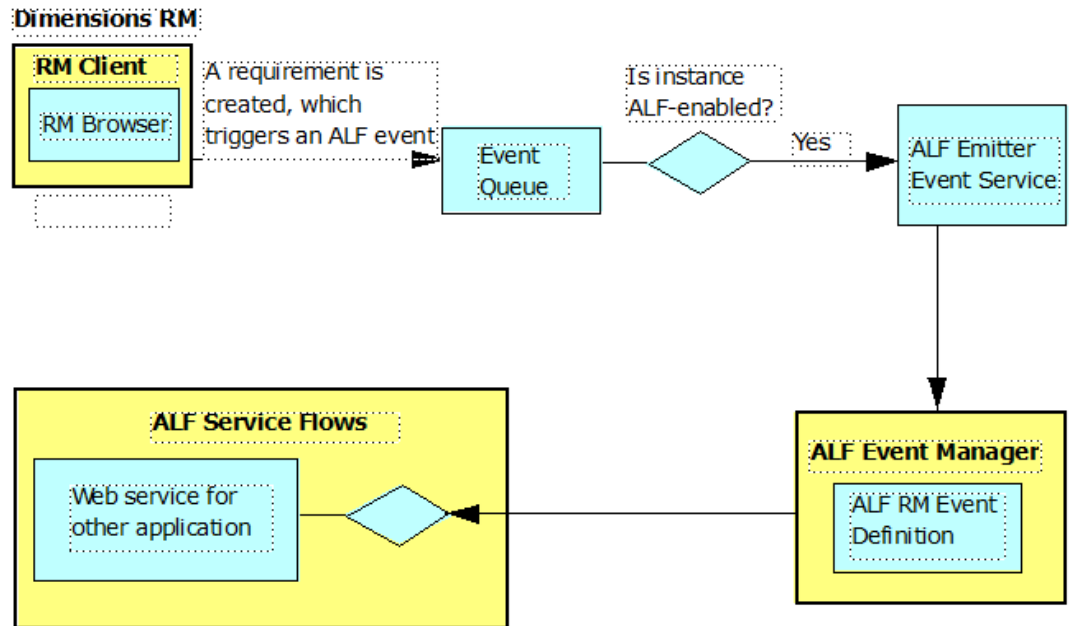 Dimensions RM
RM Client
RM Browser
A requirement is
created, which
triggers an ALF event
Event
Queue
Is instance
ALF-enabled?
Yes
ALF Emitter
Event Service
ALF Service Flows
Web service for
other application
ALF Event Manager
ALF RM Event
Definition